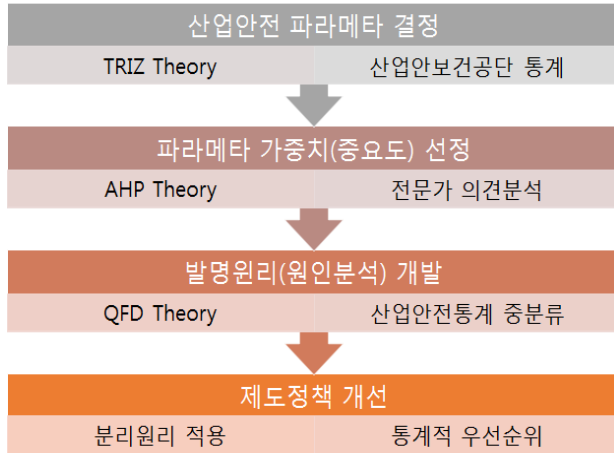 산업안전 파라메타 결정
TRIZ Theory 산업안보건공단 통계
파라메타 가중치(중요도) 선정
AHP Theory 전문가 의견분석
발명원리(원인분석) 개발
QFD Theory 산업안전통계 중분류
제도정책 개선
분리원리 적용 통계적 우선순위